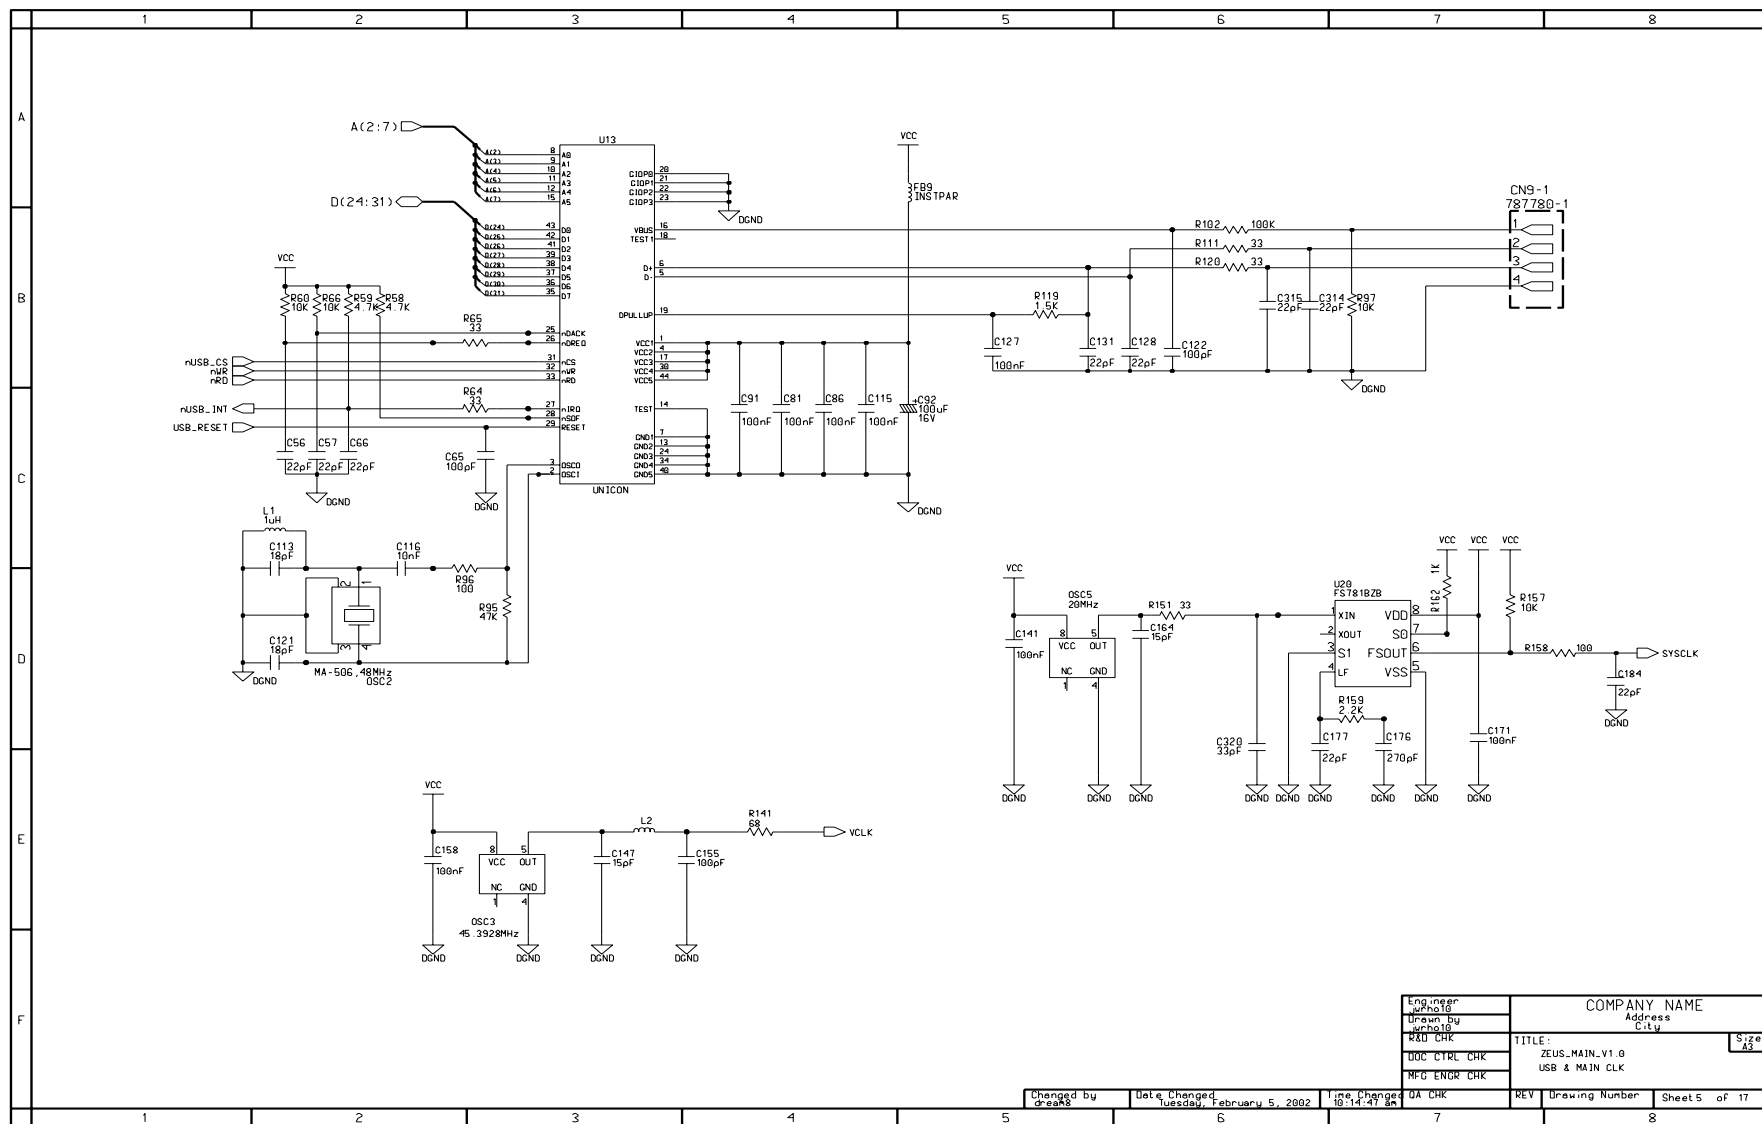 1 2 3 4 5 6 7 8
A
B
C
D
E
F
A(2:7)
D(24:31)
A(2)
A(3)
A(4)
A(5)
A(6)
A(7)
D(24)
D(25)
D(26)
D(27)
D(28)
D(29)
D(30)
D(31)
U13
8 A0
9 A1
10 A2
11 A3
12 A4
15 A5
43 D0
42 D1
41 D2
39 D3
38 D4
37 D5
36 D6
35 D7
25 nDACK
26 nDREQ
31 nCS
32 nWR
33 nRD
27 nIRQ
28 nSOF
29 RESET
3 OSCO
2 OSCI
GIOP0 20
GIOP1 21
GIOP2 22
GIOP3 23
VBUS 16
TEST1 18
D+ 6
D- 5
DPULLUP 19
VCC1 1
VCC2 4
VCC3 17
VCC4 30
VCC5 44
TEST 14
GND1 7
GND2 13
GND3 24
GND4 34
GND5 40
UNICON
DGND
VCC
R60 10K
R66 10K
R59 4.7K
R58 4.7K
R65
33
nUSB_CS
nWR
nRD
R64
33
nUSB_INT
USB_RESET
C56 22pF
C57 22pF
C66 22pF
C65
100pF
DGND
DGND
VCC
FB9
INSTPAR
C91 100nF
C81 100nF
C86 100nF
C115 100nF
+C92
100uF
16V
DGND
CN9-1
787780-1
1
2
3
4
R102 100K
R111 33
R120 33
R119
1.5K
C127 100nF
C131 22pF
C128 22pF
C122
100pF
C315
22pF
C314
22pF
R97
10K
DGND
L1
1uH
C113
18pF
C116
10nF
R96
100
R95
47K
C121
18pF
2 1
3 4
DGND
MA-506,48MHz
OSC2
VCC
C141
100nF
OSC5
20MHz
8 5
VCC OUT
NC GND
1 4
C164
15pF
R151 33
C320
33pF
U20
FS781BZB
1 XIN
2 XOUT
3 S1
4 LF
VDD 8
S0 7
FSOUT 6
VSS 5
VCC VCC VCC
R162 1K
R157
10K
R158 100
SYSCLK
C184
22pF
DGND
R159
2.2K
C177
22pF
C176
270pF
C171
100nF
DGND DGND DGND DGND DGND DGND DGND DGND DGND
VCC
C158
100nF
8 5
VCC OUT
NC GND
1 4
OSC3
45.3928MHz
C147
15pF
L2
C155
100pF
R141
68
VCLK
DGND DGND DGND DGND
Engineer
jwrho10
Drawn by
jwrho10
R&D CHK
DOC CTRL CHK
MFG ENGR CHK
QA CHK
COMPANY NAME
Address
City
TITLE:
ZEUS_MAIN_V1.0
USB & MAIN CLK
Size
A3
Changed by
dream8
Date Changed
Tuesday, February 5, 2002
Time Changed
10:14:47 am
REV
Drawing Number
Sheet 5 of 17
1 2 3 4 5 6 7 8